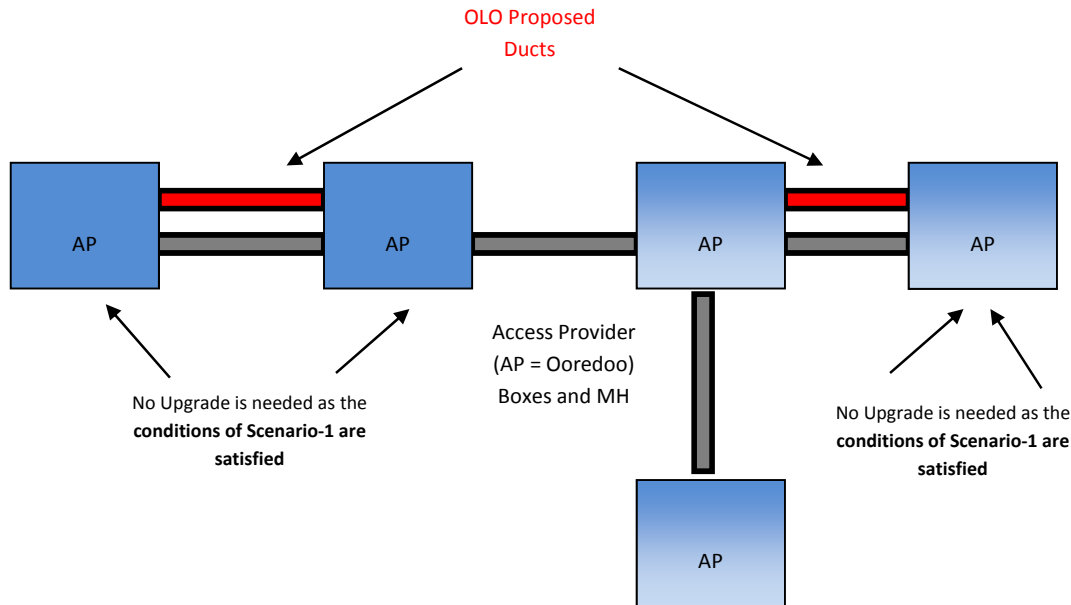 OLO Proposed
Ducts
AP
AP
AP
AP
Access Provider
(AP = Ooredoo)
Boxes and MH
No Upgrade is needed as the
conditions of Scenario-1 are
satisfied
No Upgrade is needed as the
conditions of Scenario-1 are
satisfied
AP